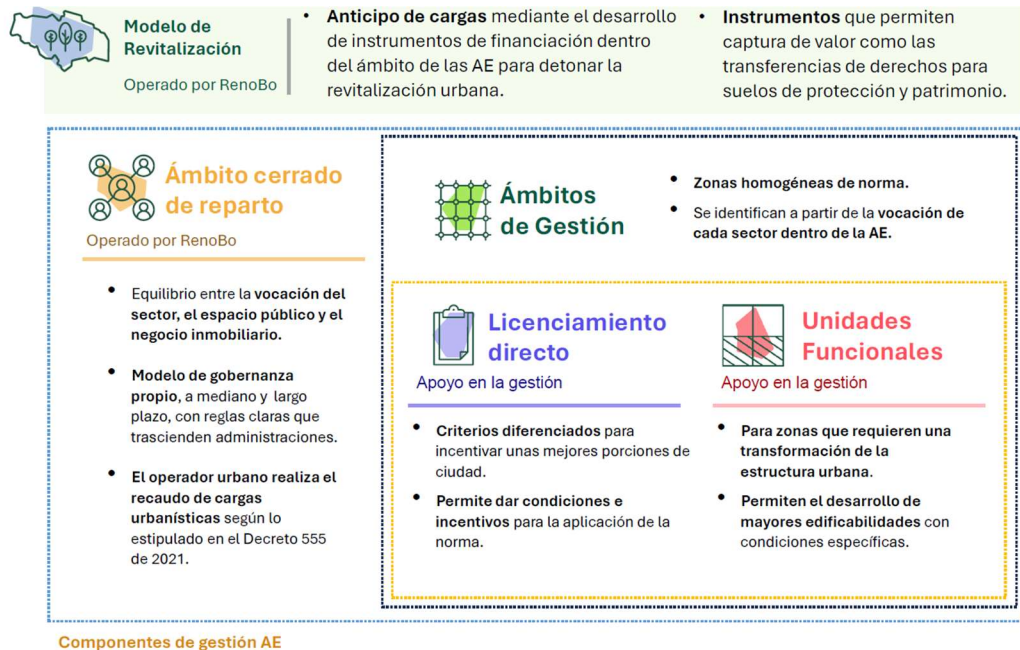 Modelo de
Revitalización
Operado por RenoBo
• Anticipo de cargas mediante el desarrollo
de instrumentos de financiación dentro
del ámbito de las AE para detonar la
revitalización urbana.
• Instrumentos que permiten
captura de valor como las
transferencias de derechos para
suelos de protección y patrimonio.
Ámbito cerrado
de reparto
Operado por RenoBo
• Equilibrio entre la vocación del
sector, el espacio público y el
negocio inmobiliario.
• Modelo de gobernanza
propio, a mediano y largo
plazo, con reglas claras que
trascienden administraciones.
• El operador urbano realiza el
recaudo de cargas
urbanísticas según lo
estipulado en el Decreto 555
de 2021.
Ámbitos
de Gestión
• Zonas homogéneas de norma.
• Se identifican a partir de la vocación de
cada sector dentro de la AE.
Licenciamiento
directo
Apoyo en la gestión
• Criterios diferenciados para
incentivar unas mejores porciones de
ciudad.
• Permite dar condiciones e
incentivos para la aplicación de la
norma.
Unidades
Funcionales
Apoyo en la gestión
• Para zonas que requieren una
transformación de la
estructura urbana.
• Permiten el desarrollo de
mayores edificabilidades con
condiciones específicas.
Componentes de gestión AE